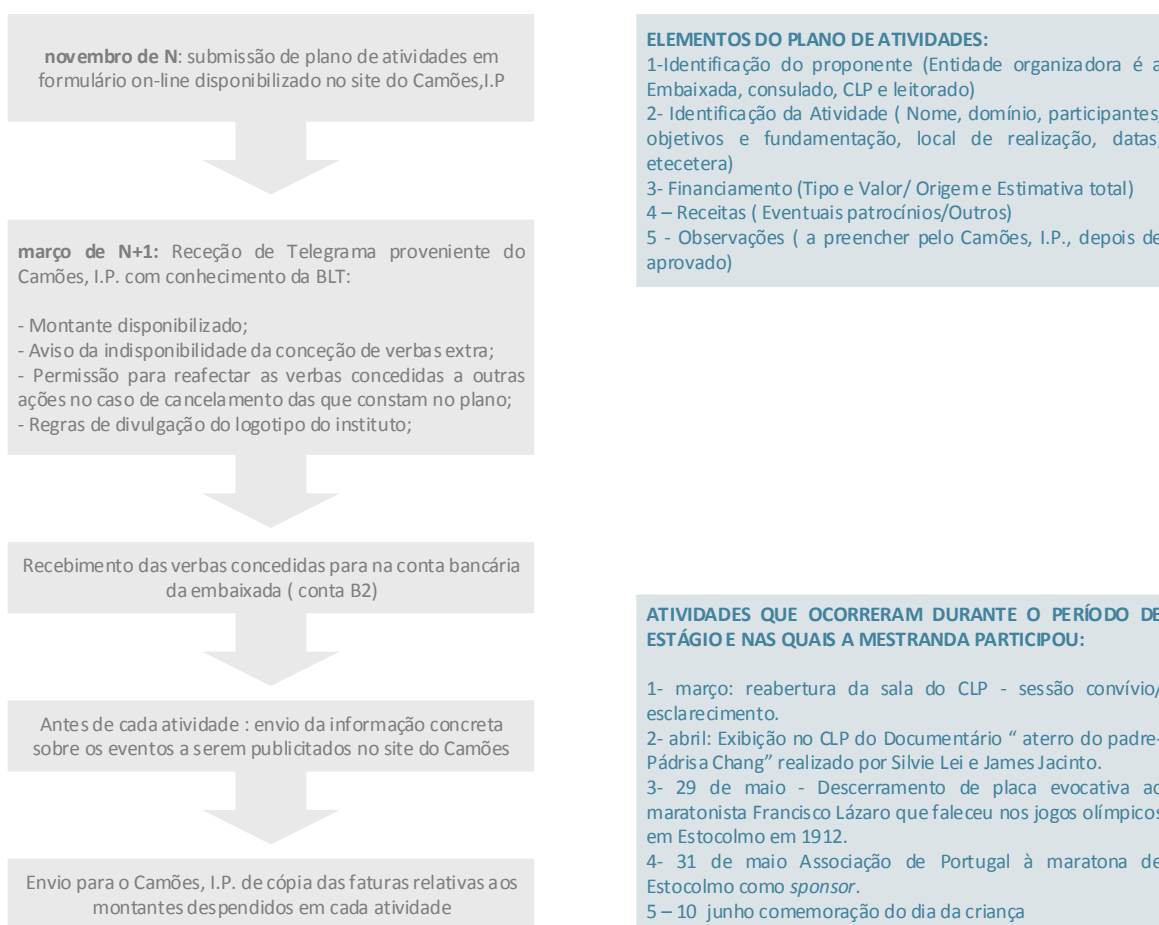 novembro de N: submissão de plano de atividades em
formulário on-line disponibilizado no site do Camões,I.P
março de N+1: Receção de Telegrama proveniente do
Camões, I.P. com conhecimento da BLT:
- Montante disponibilizado;
- Aviso da indisponibilidade da conceção de verbas extra;
- Permissão para reafectar as verbas concedidas a outras
ações no caso de cancelamento das que constam no plano;
- Regras de divulgação do logotipo do instituto;
Recebimento das verbas concedidas para na conta bancária
da embaixada ( conta B2)
Antes de cada atividade : envio da informação concreta
sobre os eventos a serem publicitados no site do Camões
Envio para o Camões, I.P. de cópia das faturas relativas aos
montantes despendidos em cada atividade
ELEMENTOS DO PLANO DE ATIVIDADES:
1-Identificação do proponente (Entidade organizadora é a
Embaixada, consulado, CLP e leitorado)
2- Identificação da Atividade ( Nome, domínio, participantes,
objetivos e fundamentação, local de realização, datas,
etecetera)
3- Financiamento (Tipo e Valor/ Origem e Estimativa total)
4 – Receitas ( Eventuais patrocínios/Outros)
5 - Observações ( a preencher pelo Camões, I.P., depois de
aprovado)
ATIVIDADES QUE OCORRERAM DURANTE O PERÍODO DE
ESTÁGIO E NAS QUAIS A MESTRANDA PARTICIPOU:
1- março: reabertura da sala do CLP - sessão convívio/
esclarecimento.
2- abril: Exibição no CLP do Documentário “ aterro do padre-
Pádrisa Chang” realizado por Silvie Lei e James Jacinto.
3- 29 de maio - Descerramento de placa evocativa ao
maratonista Francisco Lázaro que faleceu nos jogos olímpicos
em Estocolmo em 1912.
4- 31 de maio Associação de Portugal à maratona de
Estocolmo como sponsor.
5 – 10 junho comemoração do dia da criança